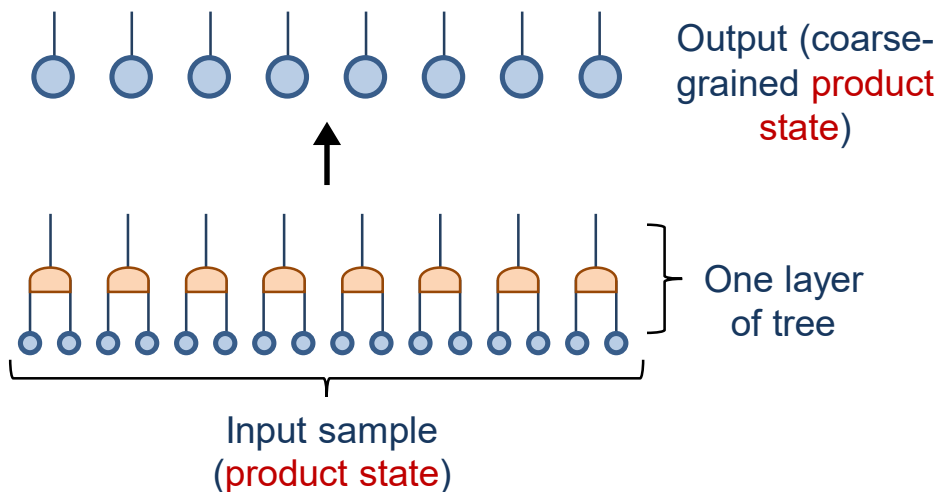 Output (coarse-
grained product
state)
One layer
of tree
Input sample
(product state)